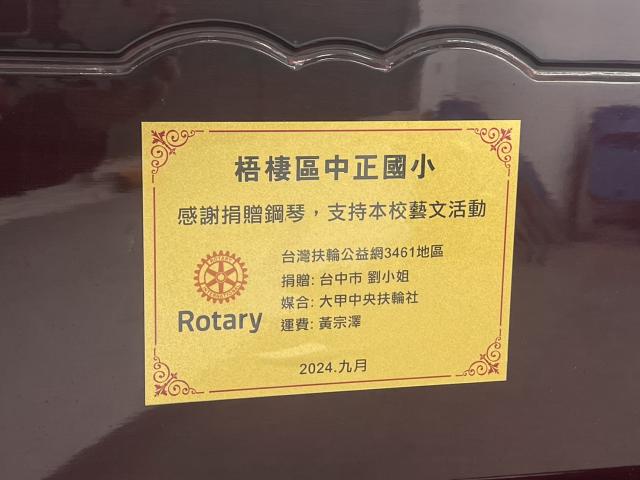 梧棲區中正國小
感謝捐贈鋼琴，支持本校藝文活動
台灣扶輪公益網3461地區
捐贈: 台中市 劉小姐
媒合: 大甲中央扶輪社
運費: 黃宗澤
ROTARY
INTERNATIONAL
Rotary
2024.九月